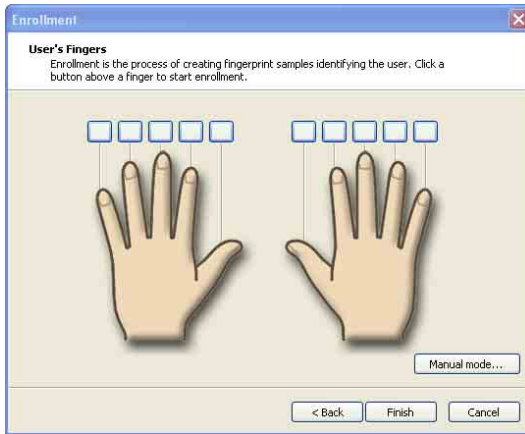 Enrollment
User's Fingers
Enrollment is the process of creating fingerprint samples identifying the user. Click a
button above a finger to start enrollment.
Manual mode...
< Back
Finish
Cancel